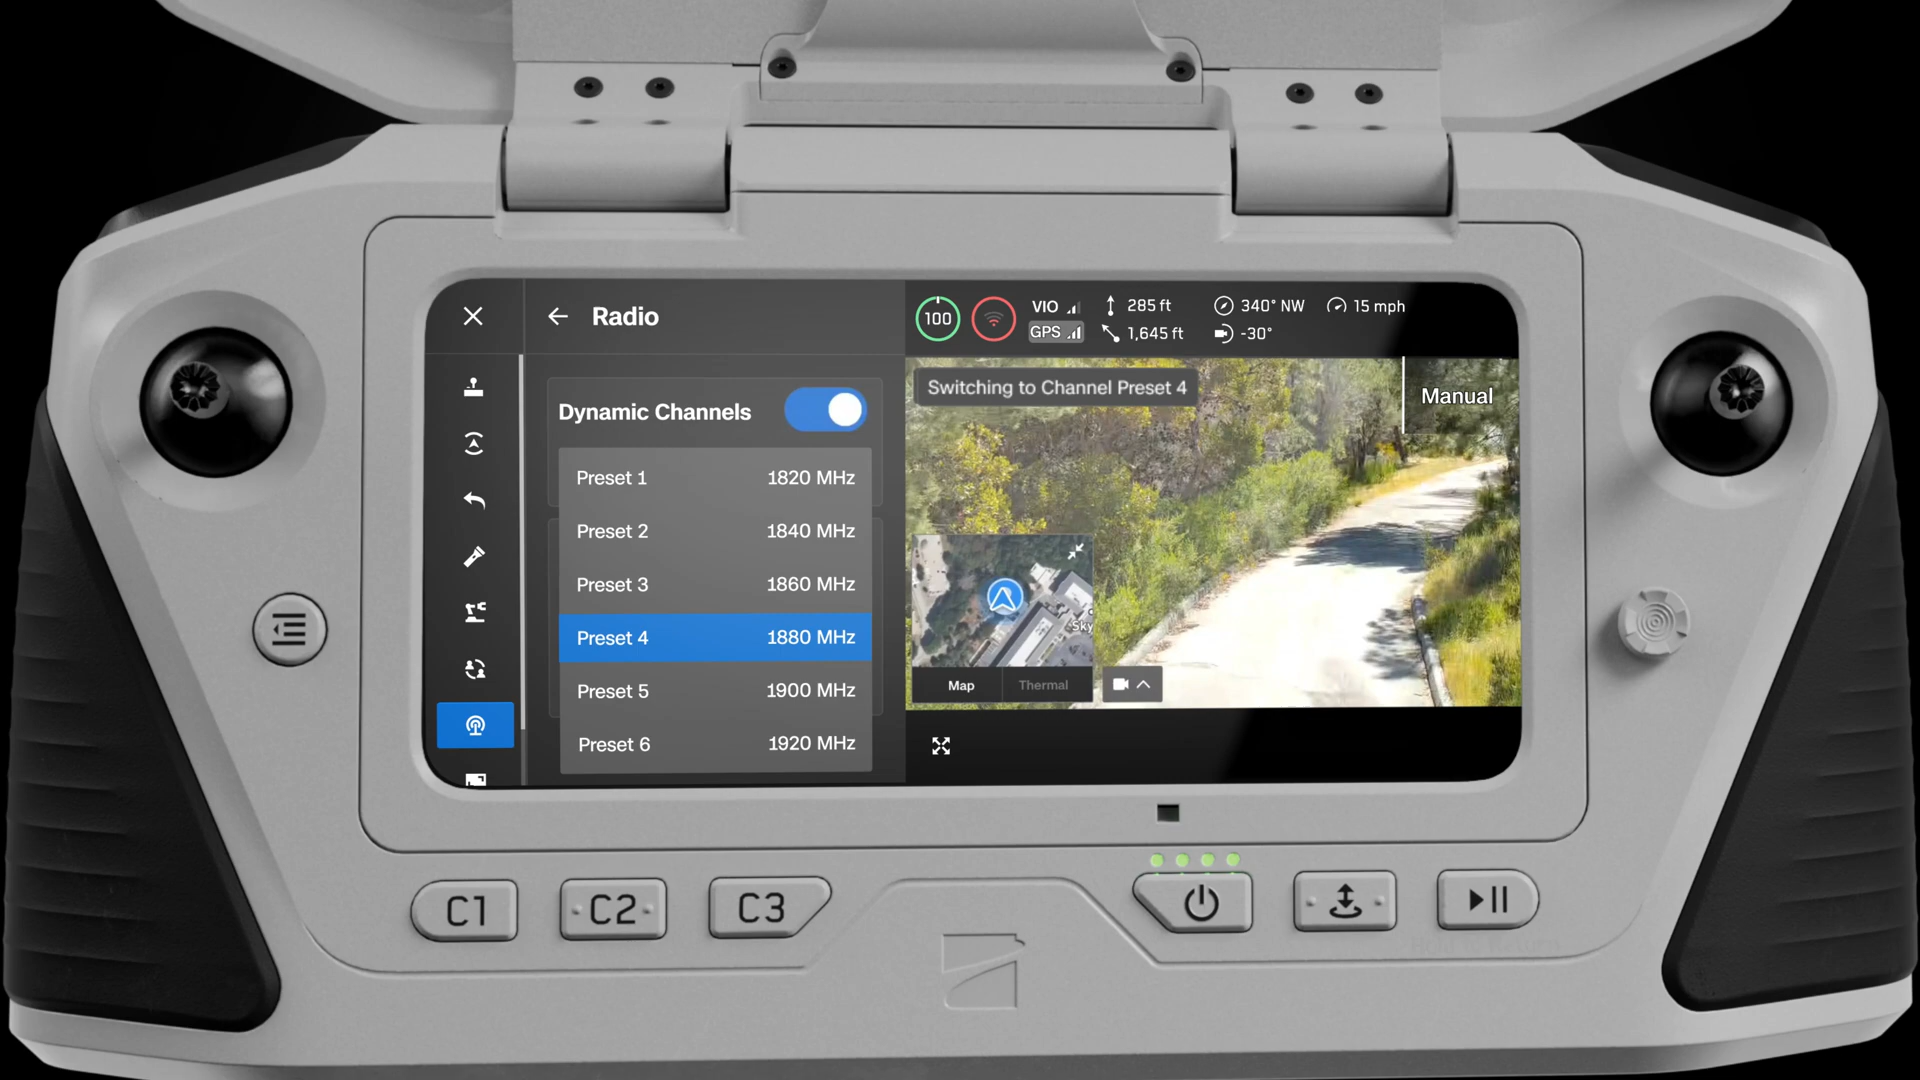 Radio
Dynamic Channels
Preset 1 1820 MHz
Preset 2 1840 MHz
Preset 3 1860 MHz
Preset 4 1880 MHz
Preset 5 1900 MHz
Preset 6 1920 MHz
100
VIO
GPS
285 ft
1,645 ft
340° NW
-30°
15 mph
Switching to Channel Preset 4
Manual
Sky
Map
Thermal
C1
C2
C3